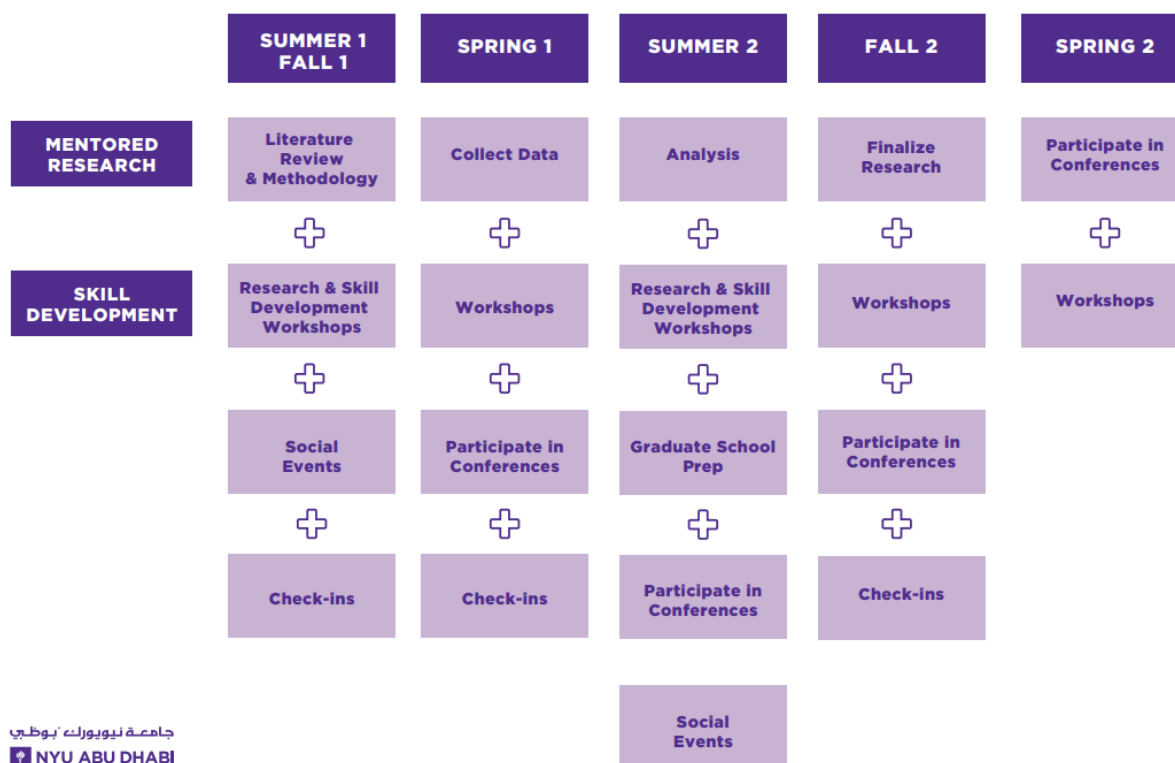 SUMMER 1
FALL 1
SPRING 1
SUMMER 2
FALL 2
SPRING 2
MENTORED
RESEARCH
Literature
Review
& Methodology
Collect Data
Analysis
Finalize
Research
Participate in
Conferences
SKILL
DEVELOPMENT
Research & Skill
Development
Workshops
Workshops
Research & Skill
Development
Workshops
Workshops
Workshops
Social
Events
Participate in
Conferences
Graduate School
Prep
Participate in
Conferences
Check-ins
Check-ins
Participate in
Conferences
Check-ins
Social
Events
جامعة نيويورك أبوظبي
NYU ABU DHABI